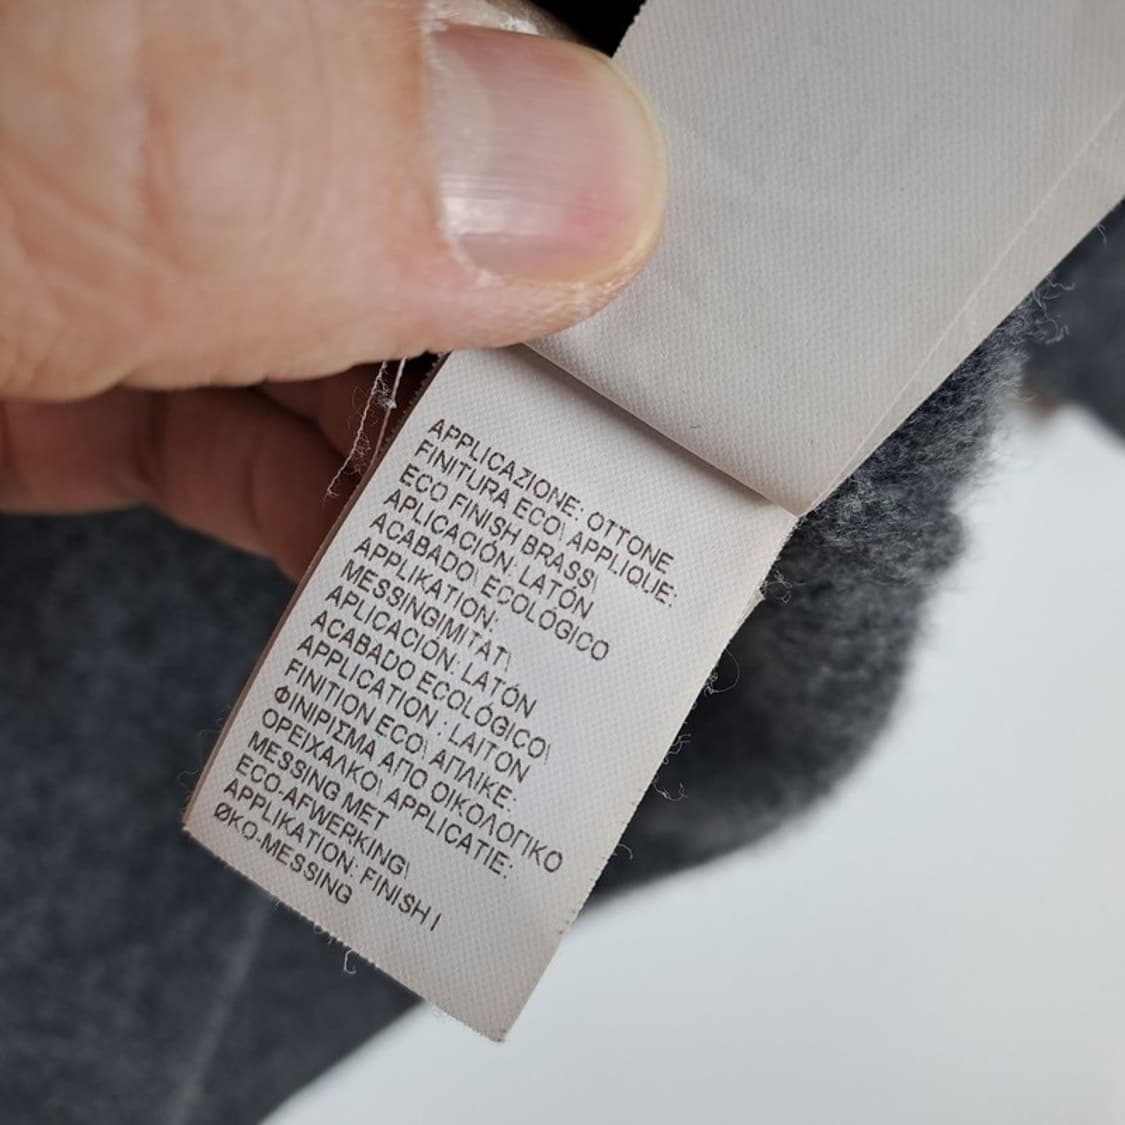 APPLICAZIONE: OTTONE
FINITURA ECO\ APPLIQUE:
ECO FINISH BRASS\
APLICACIÓN: LATÓN
ACABADO\ ECOLÓGICO
APPLIKATION:
MESSINGIMITAT\
APLICACIÓN: LATÓN
ACABADO ECOLÓGICO\
APPLICATION : LAITON
FINITION ECO\ ΑΠΛΙΚΕ:
ΦΙΝΙΡΙΣΜΑ ΑΠΟ ΟΙΚΟΛΟΓΙΚΟ
ΟΡΕΙΧΑΛΚΟ\ APPLICATIE:
MESSING MET
ECO-AFWERKING\
APPLIKATION: FINISH I
ØKO-MESSING